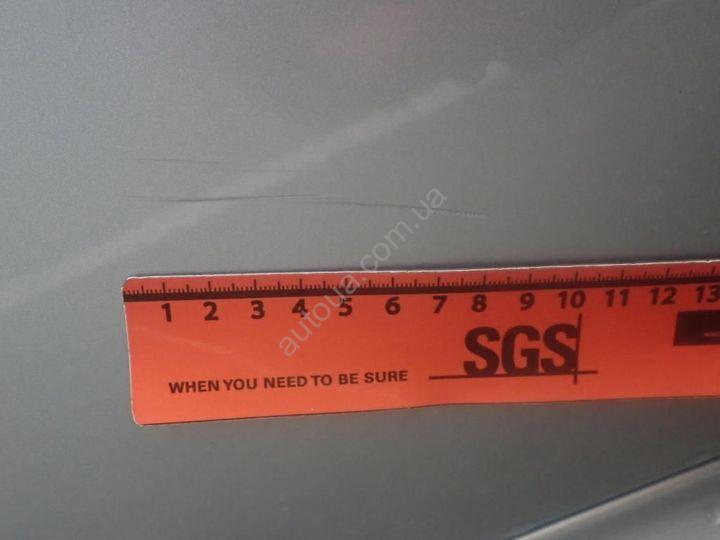 autoua.com.ua
1 2 3 4 5 6 7 8 9 10 11 12 13
SGS
WHEN YOU NEED TO BE SURE